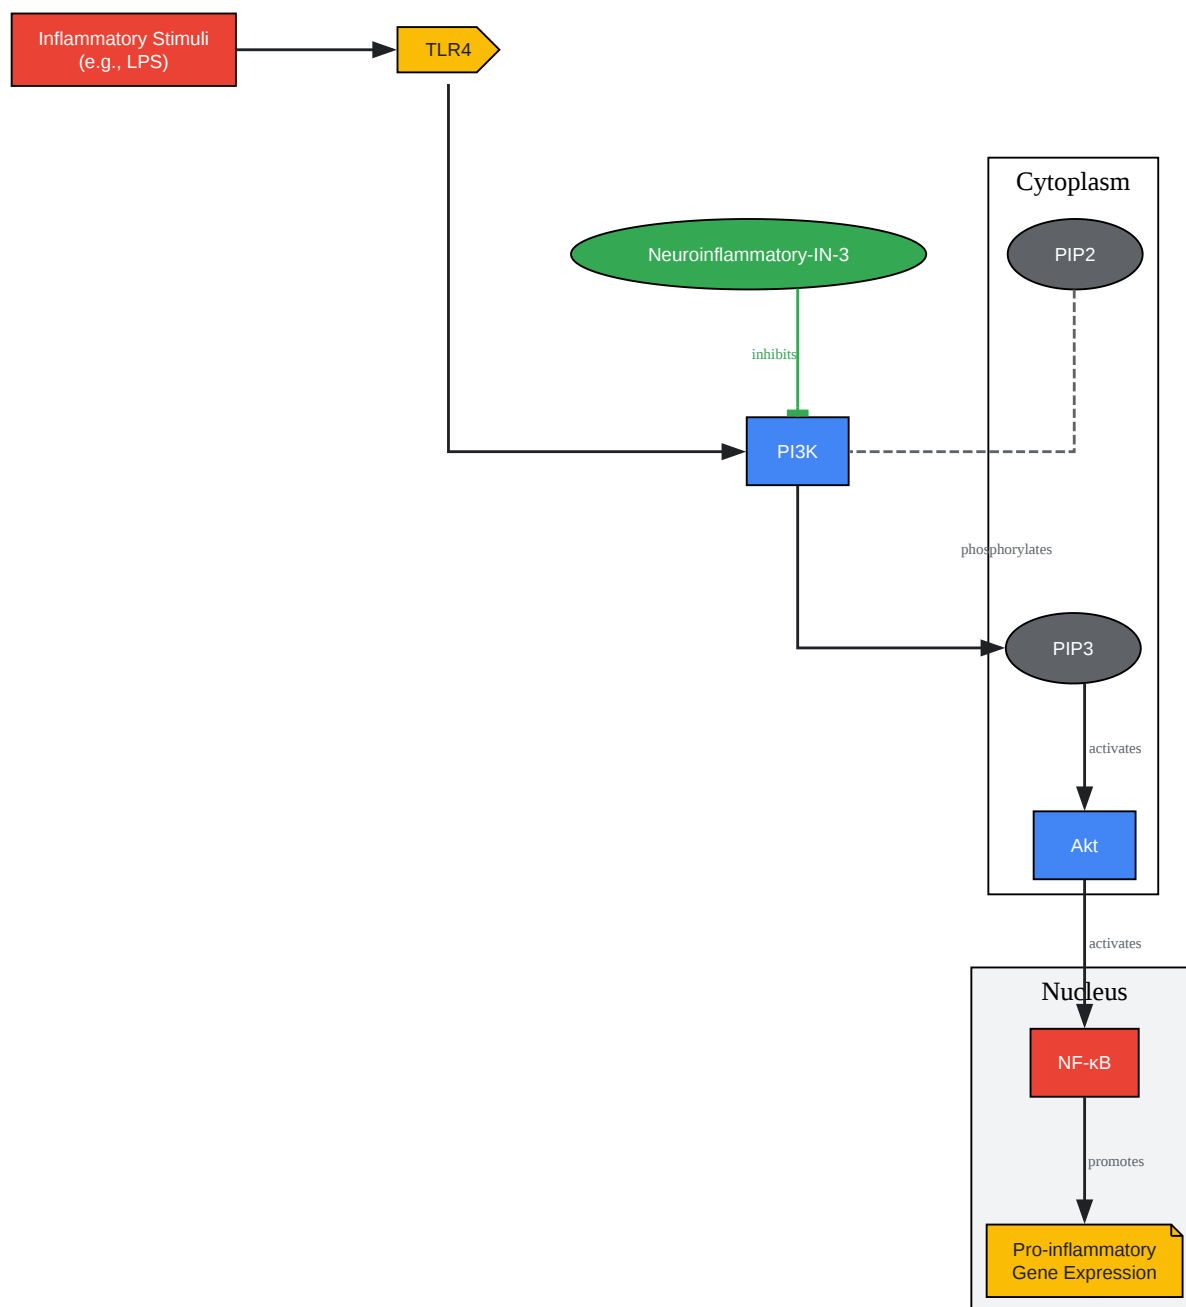 Inflammatory Stimuli
(e.g., LPS)
TLR4
Cytoplasm
Neuroinflammatory-IN-3
PIP2
inhibits
PI3K
phosphorylates
PIP3
activates
Akt
activates
Nucleus
NF-κB
promotes
Pro-inflammatory
Gene Expression